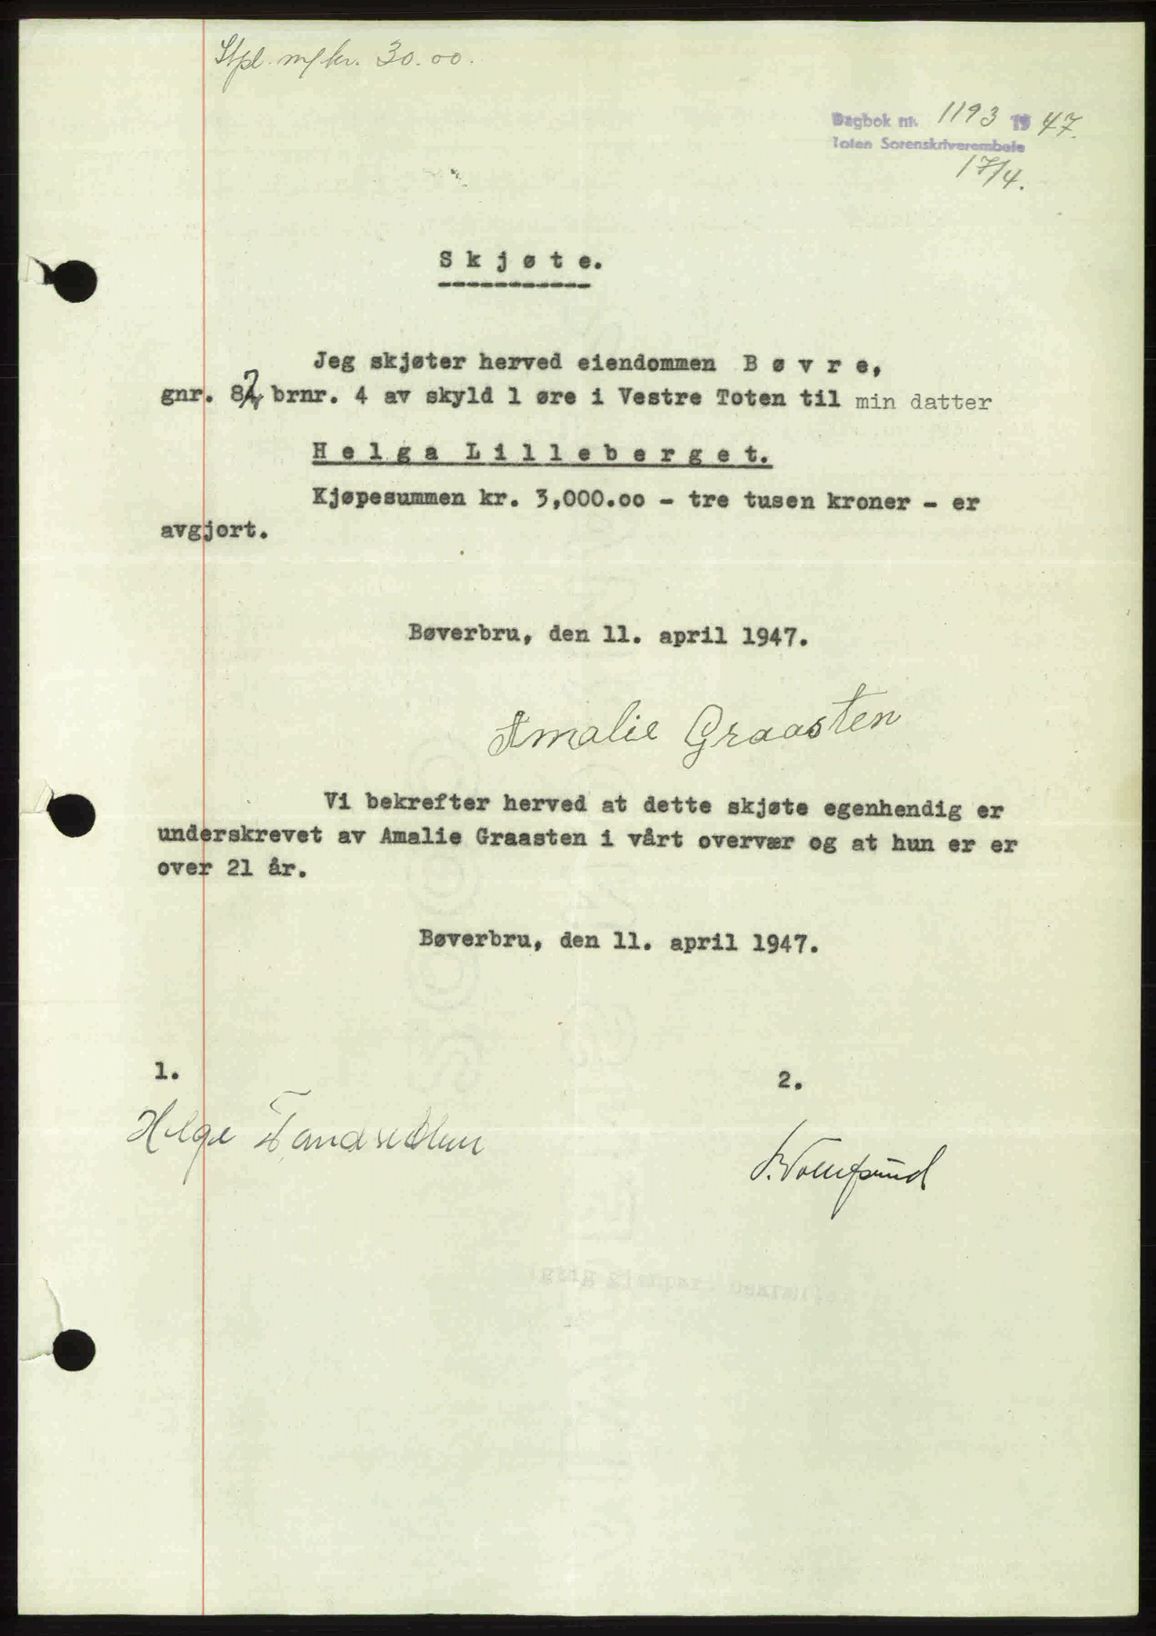 Stpl. m/kr. 30.00.
Dagbok nr. 1193 19 47.
Toten Sorenskriverembete
17/4.
Skjøte.
Jeg skjøter herved eiendommen Bøvre,
gnr. 82 brnr. 4 av skyld 1 øre i Vestre Toten til min datter
Helga Lilleberget.
Kjøpesummen kr. 3,000.oo - tre tusen kroner - er
avgjort.
Bøverbru, den 11. april 1947.
Amalie Graasten
Vi bekrefter herved at dette skjøte egenhendig er
underskrevet av Amalie Graasten i vårt overvær og at hun er er
over 21 år.
Bøverbru, den 11. april 1947.
1.
2.
Helge